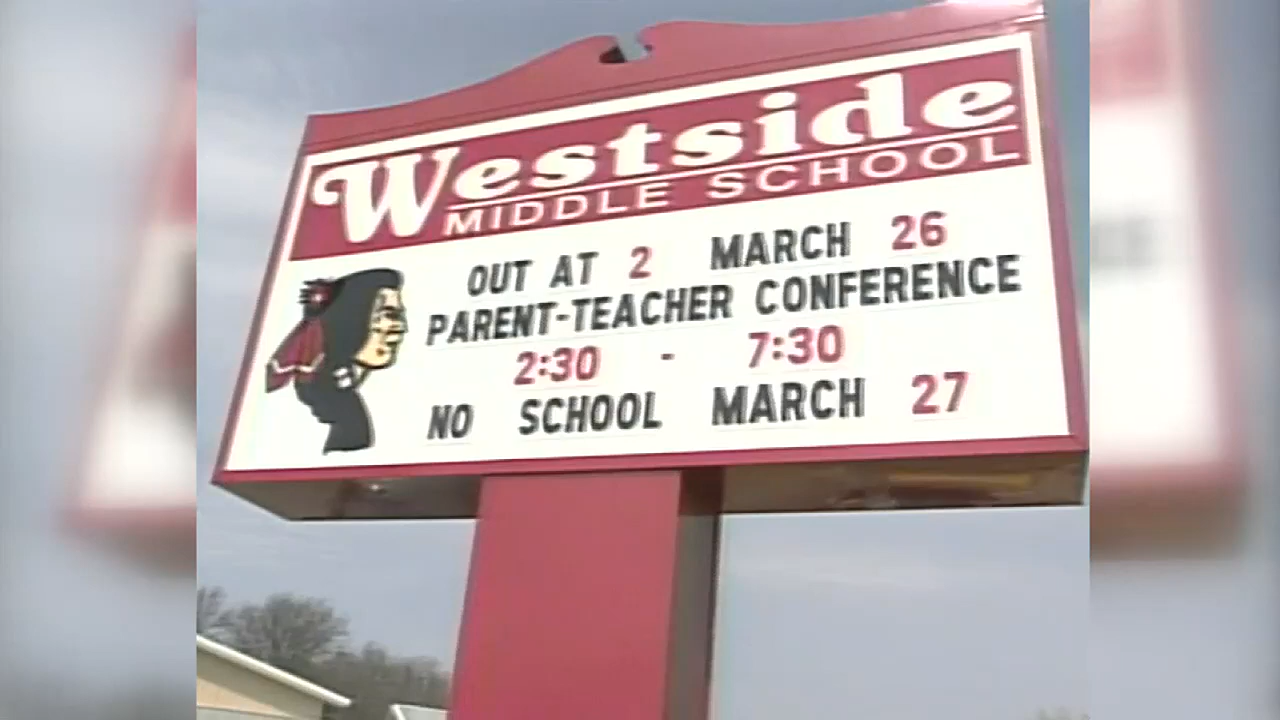 Westside
MIDDLE SCHOOL
OUT AT 2 MARCH 26
PARENT-TEACHER CONFERENCE
2:30 - 7:30
NO SCHOOL MARCH 27